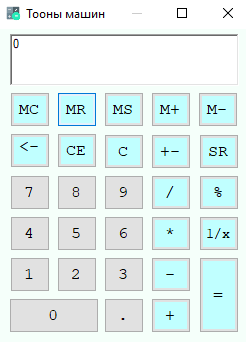 Тооны машин
0
MC MR MS M+ M-
<- CE C +- SR
7 8 9 / %
4 5 6 * 1/x
1 2 3 - =
0 . +